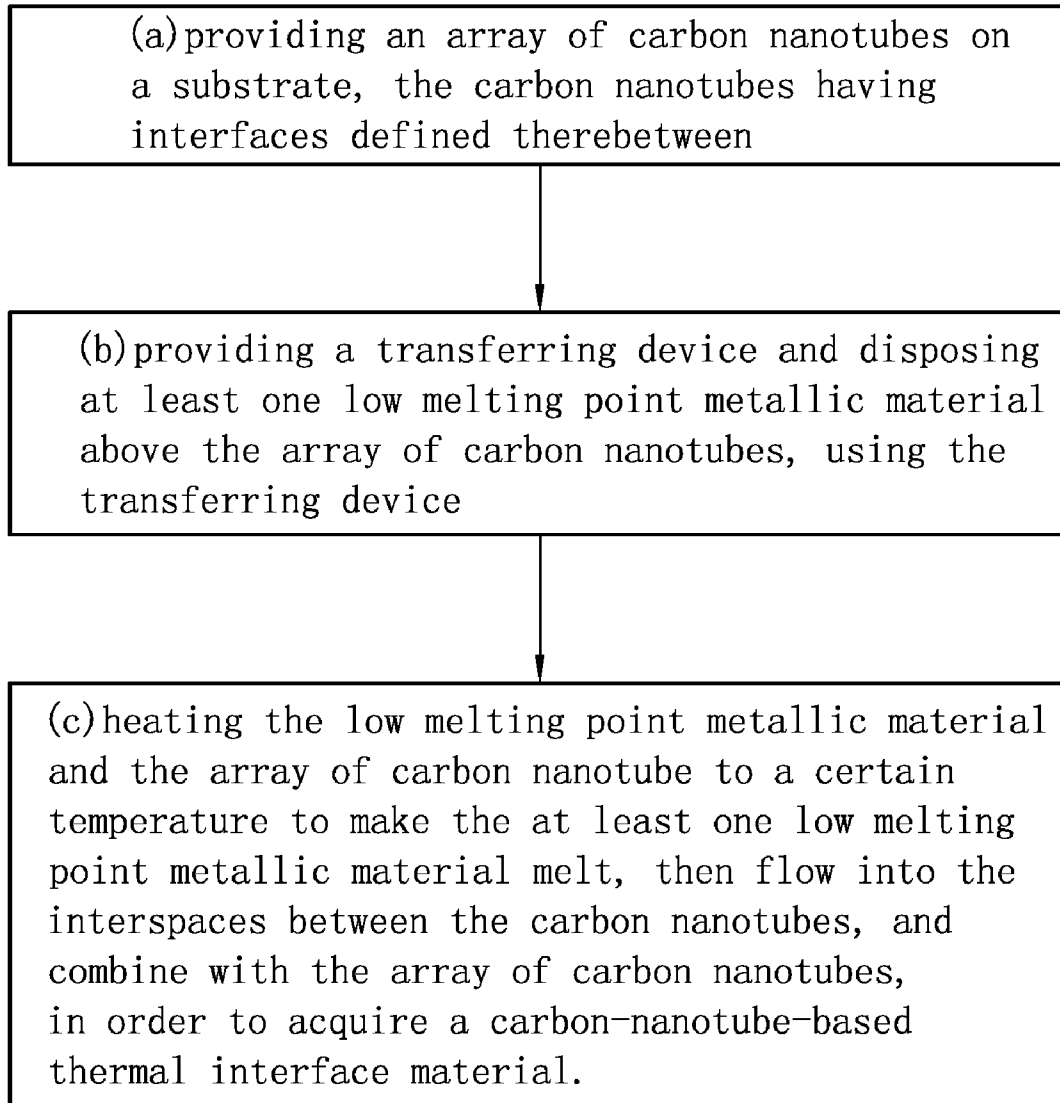 (a)providing an array of carbon nanotubes on
a substrate, the carbon nanotubes having
interfaces defined therebetween
(b)providing a transferring device and disposing
at least one low melting point metallic material
above the array of carbon nanotubes, using the
transferring device
(c)heating the low melting point metallic material
and the array of carbon nanotube to a certain
temperature to make the at least one low melting
point metallic material melt, then flow into the
interspaces between the carbon nanotubes, and
combine with the array of carbon nanotubes,
in order to acquire a carbon-nanotube-based
thermal interface material.